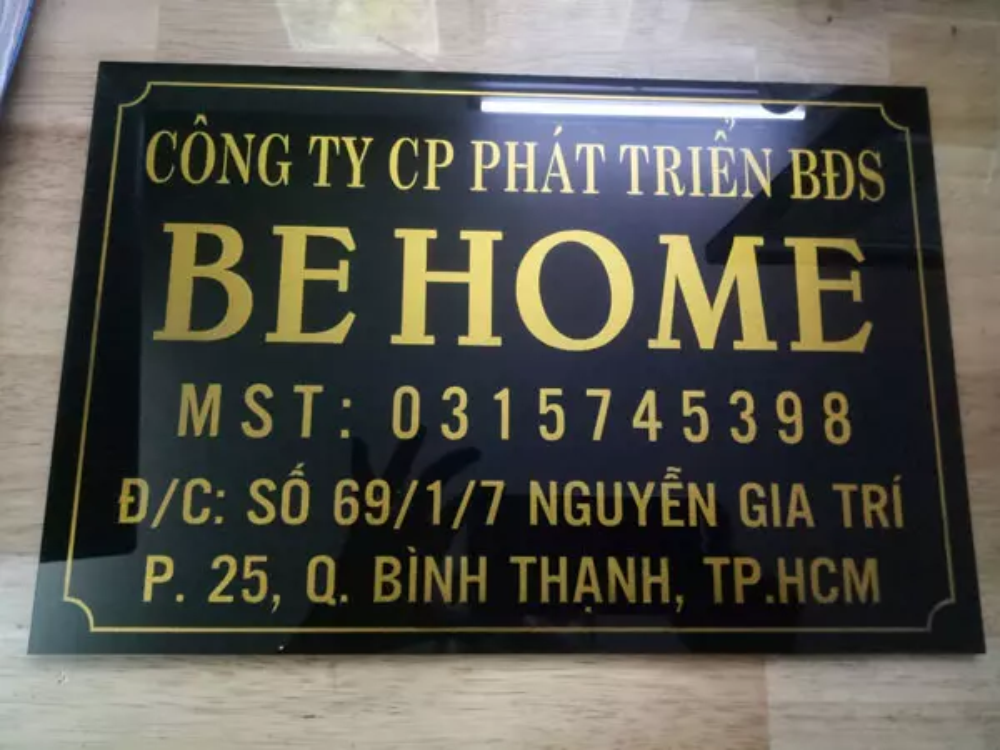 CÔNG TY CP PHÁT TRIỂN BĐS
BE HOME
MST: 0315745398
Đ/C: SỐ 69/1/7 NGUYỄN GIA TRÍ
P. 25, Q. BÌNH THẠNH, TP.HCM